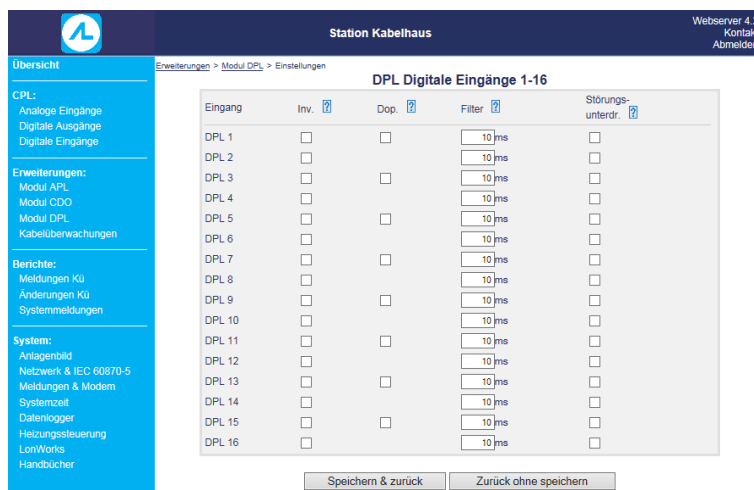 Station Kabelhaus
Webserver 4.
Kontak
Abmelden
Übersicht
CPL:
Analoge Eingänge
Digitale Ausgänge
Digitale Eingänge
Erweiterungen:
Modul APL
Modul CDO
Modul DPL
Kabelüberwachungen
Berichte:
Meldungen Kü
Änderungen Kü
Systemmeldungen
System:
Anlagenbild
Netzwerk & IEC 60870-5
Meldungen & Modem
Systemzeit
Datenlogger
Heizungssteuerung
LonWorks
Handbücher
Erweiterungen > Modul DPL > Einstellungen
DPL Digitale Eingänge 1-16
Eingang Inv. ? Dop. ? Filter ? Störungs-
unterdr. ?
DPL 1 10 ms
DPL 2 10 ms
DPL 3 10 ms
DPL 4 10 ms
DPL 5 10 ms
DPL 6 10 ms
DPL 7 10 ms
DPL 8 10 ms
DPL 9 10 ms
DPL 10 10 ms
DPL 11 10 ms
DPL 12 10 ms
DPL 13 10 ms
DPL 14 10 ms
DPL 15 10 ms
DPL 16 10 ms
Speichern & zurück Zurück ohne speichern